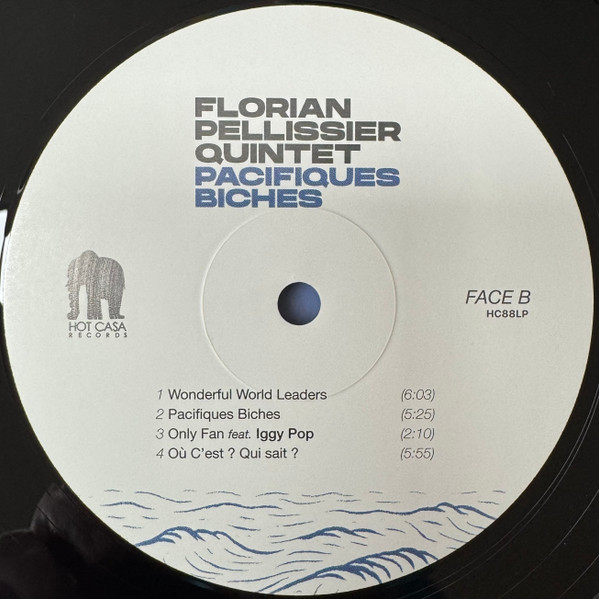 FLORIAN
PELLISSIER
QUINTET
PACIFIQUES
BICHES
HOT CASA
RECORDS
FACE B
HC88LP
1 Wonderful World Leaders (6:03)
2 Pacifiques Biches (5:25)
3 Only Fan feat. Iggy Pop (2:10)
4 Où C'est ? Qui sait ? (5:55)